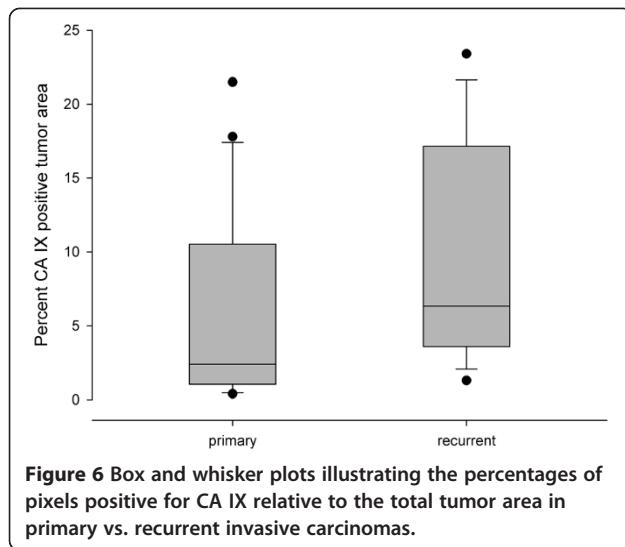 25
20
15
10
5
0
Percent CA IX positive tumor area
primary
recurrent
Figure 6 Box and whisker plots illustrating the percentages of
pixels positive for CA IX relative to the total tumor area in
primary vs. recurrent invasive carcinomas.